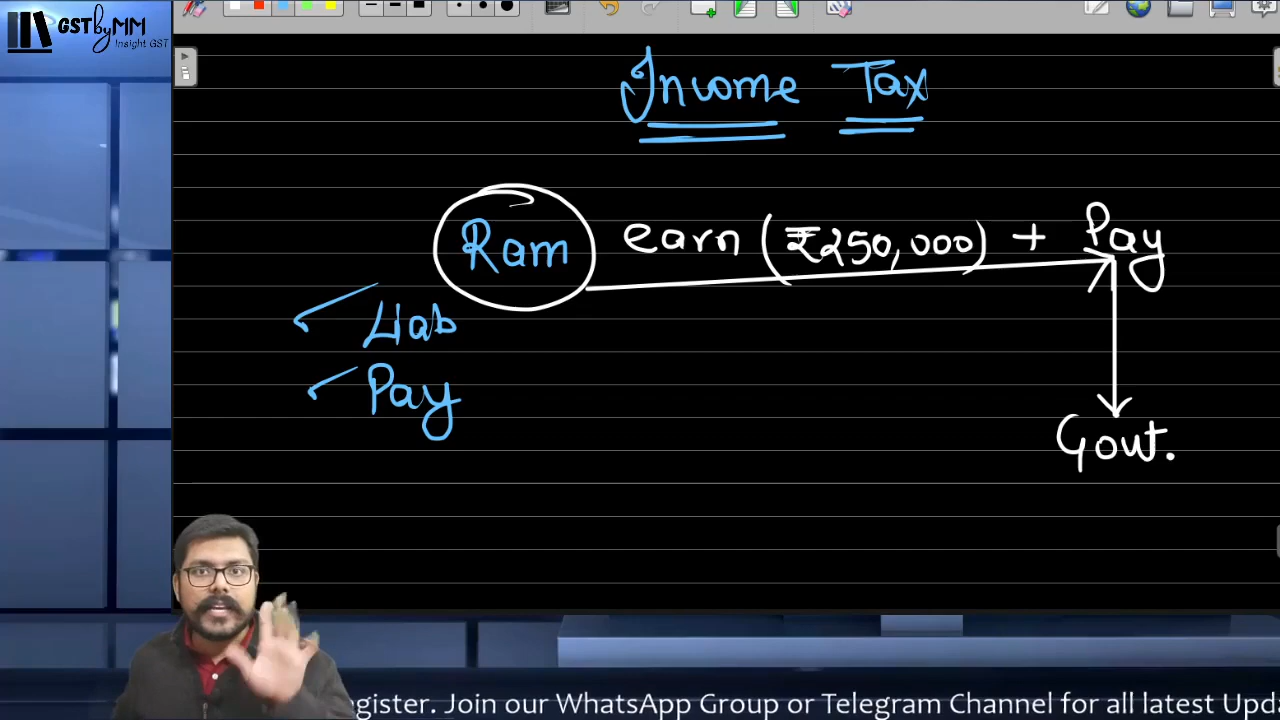 GSTbyMM
Insight GST
Income Tax
Ram earn (₹250,000) + Pay
Liab
Pay
Govt.
egister. Join our WhatsApp Group or Telegram Channel for all latest Upda